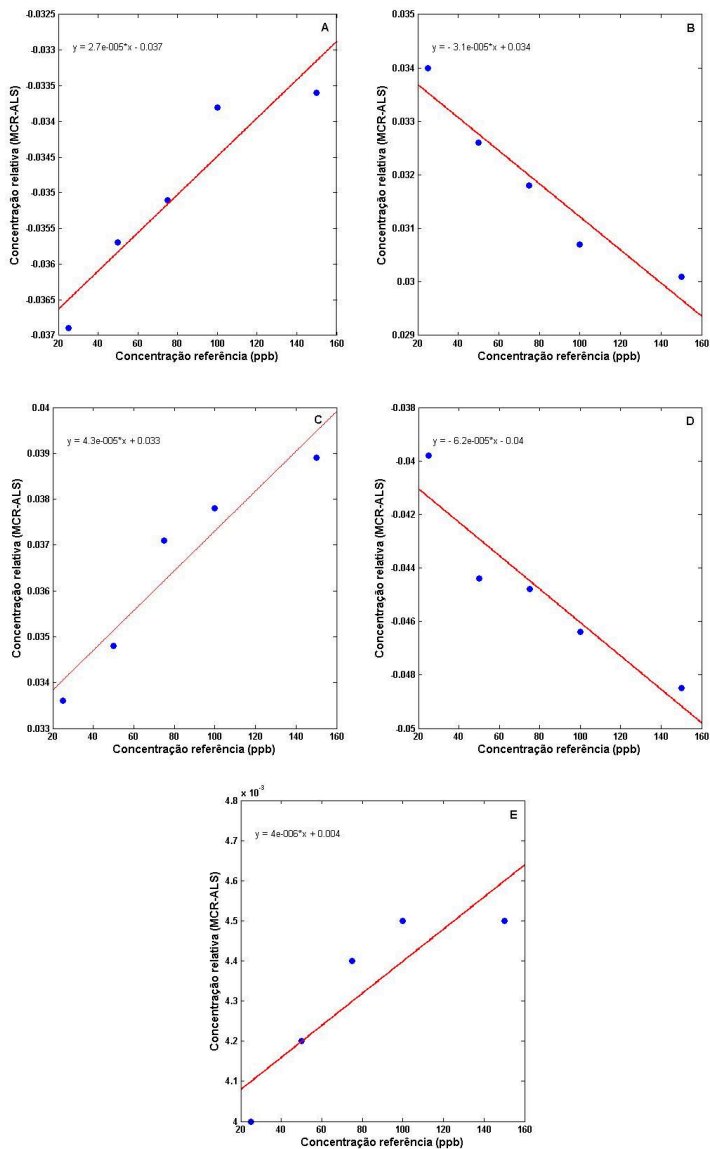 A
y = 2.7e-005*x - 0.037
Concentração relativa (MCR-ALS)
-0.0325
-0.033
-0.0335
-0.034
-0.0345
-0.035
-0.0355
-0.036
-0.0365
-0.037
20 40 60 80 100 120 140 160
Concentração referência (ppb)
B
y = - 3.1e-005*x + 0.034
Concentração relativa (MCR-ALS)
0.035
0.034
0.033
0.032
0.031
0.03
0.029
20 40 60 80 100 120 140 160
Concentração referência (ppb)
C
y = 4.3e-005*x + 0.033
Concentração relativa (MCR-ALS)
0.04
0.039
0.038
0.037
0.036
0.035
0.034
0.033
20 40 60 80 100 120 140 160
Concentração referência (ppb)
D
y = - 6.2e-005*x - 0.04
Concentração relativa (MCR-ALS)
-0.038
-0.04
-0.042
-0.044
-0.046
-0.048
-0.05
20 40 60 80 100 120 140 160
Concentração referência (ppb)
x 10⁻³
E
y = 4e-006*x + 0.004
Concentração relativa (MCR-ALS)
4.8
4.7
4.6
4.5
4.4
4.3
4.2
4.1
4
20 40 60 80 100 120 140 160
Concentração referência (ppb)